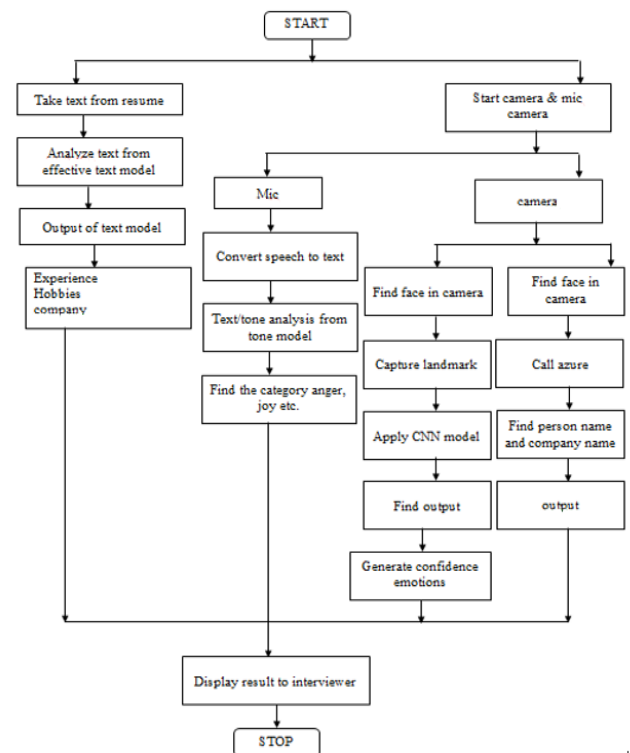 START
Take text from resume
Start camera & mic
camera
Analyze text from
effective text model
Mic
camera
Output of text model
Convert speech to text
Experience
Hobbies
company
Find face in camera
Find face in
camera
Text/tone analysis from
tone model
Capture landmark
Call azure
Find the category anger,
joy etc.
Apply CNN model
Find person name
and company name
Find output
output
Generate confidence
emotions
Display result to interviewer
STOP